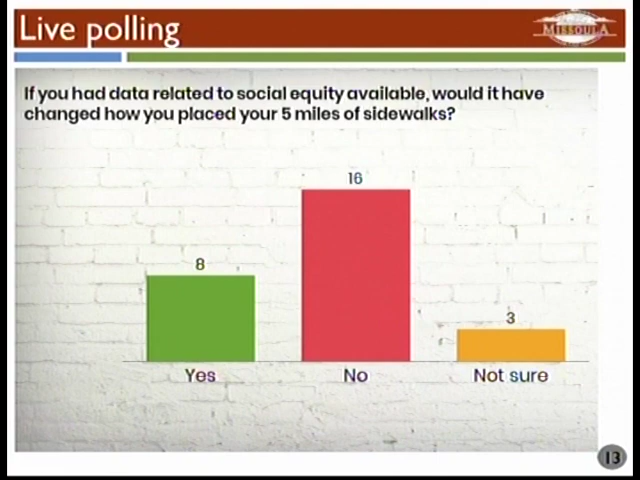 Live polling
MISSOULA
If you had data related to social equity available, would it have
changed how you placed your 5 miles of sidewalks?
8
16
3
Yes
No
Not sure
13